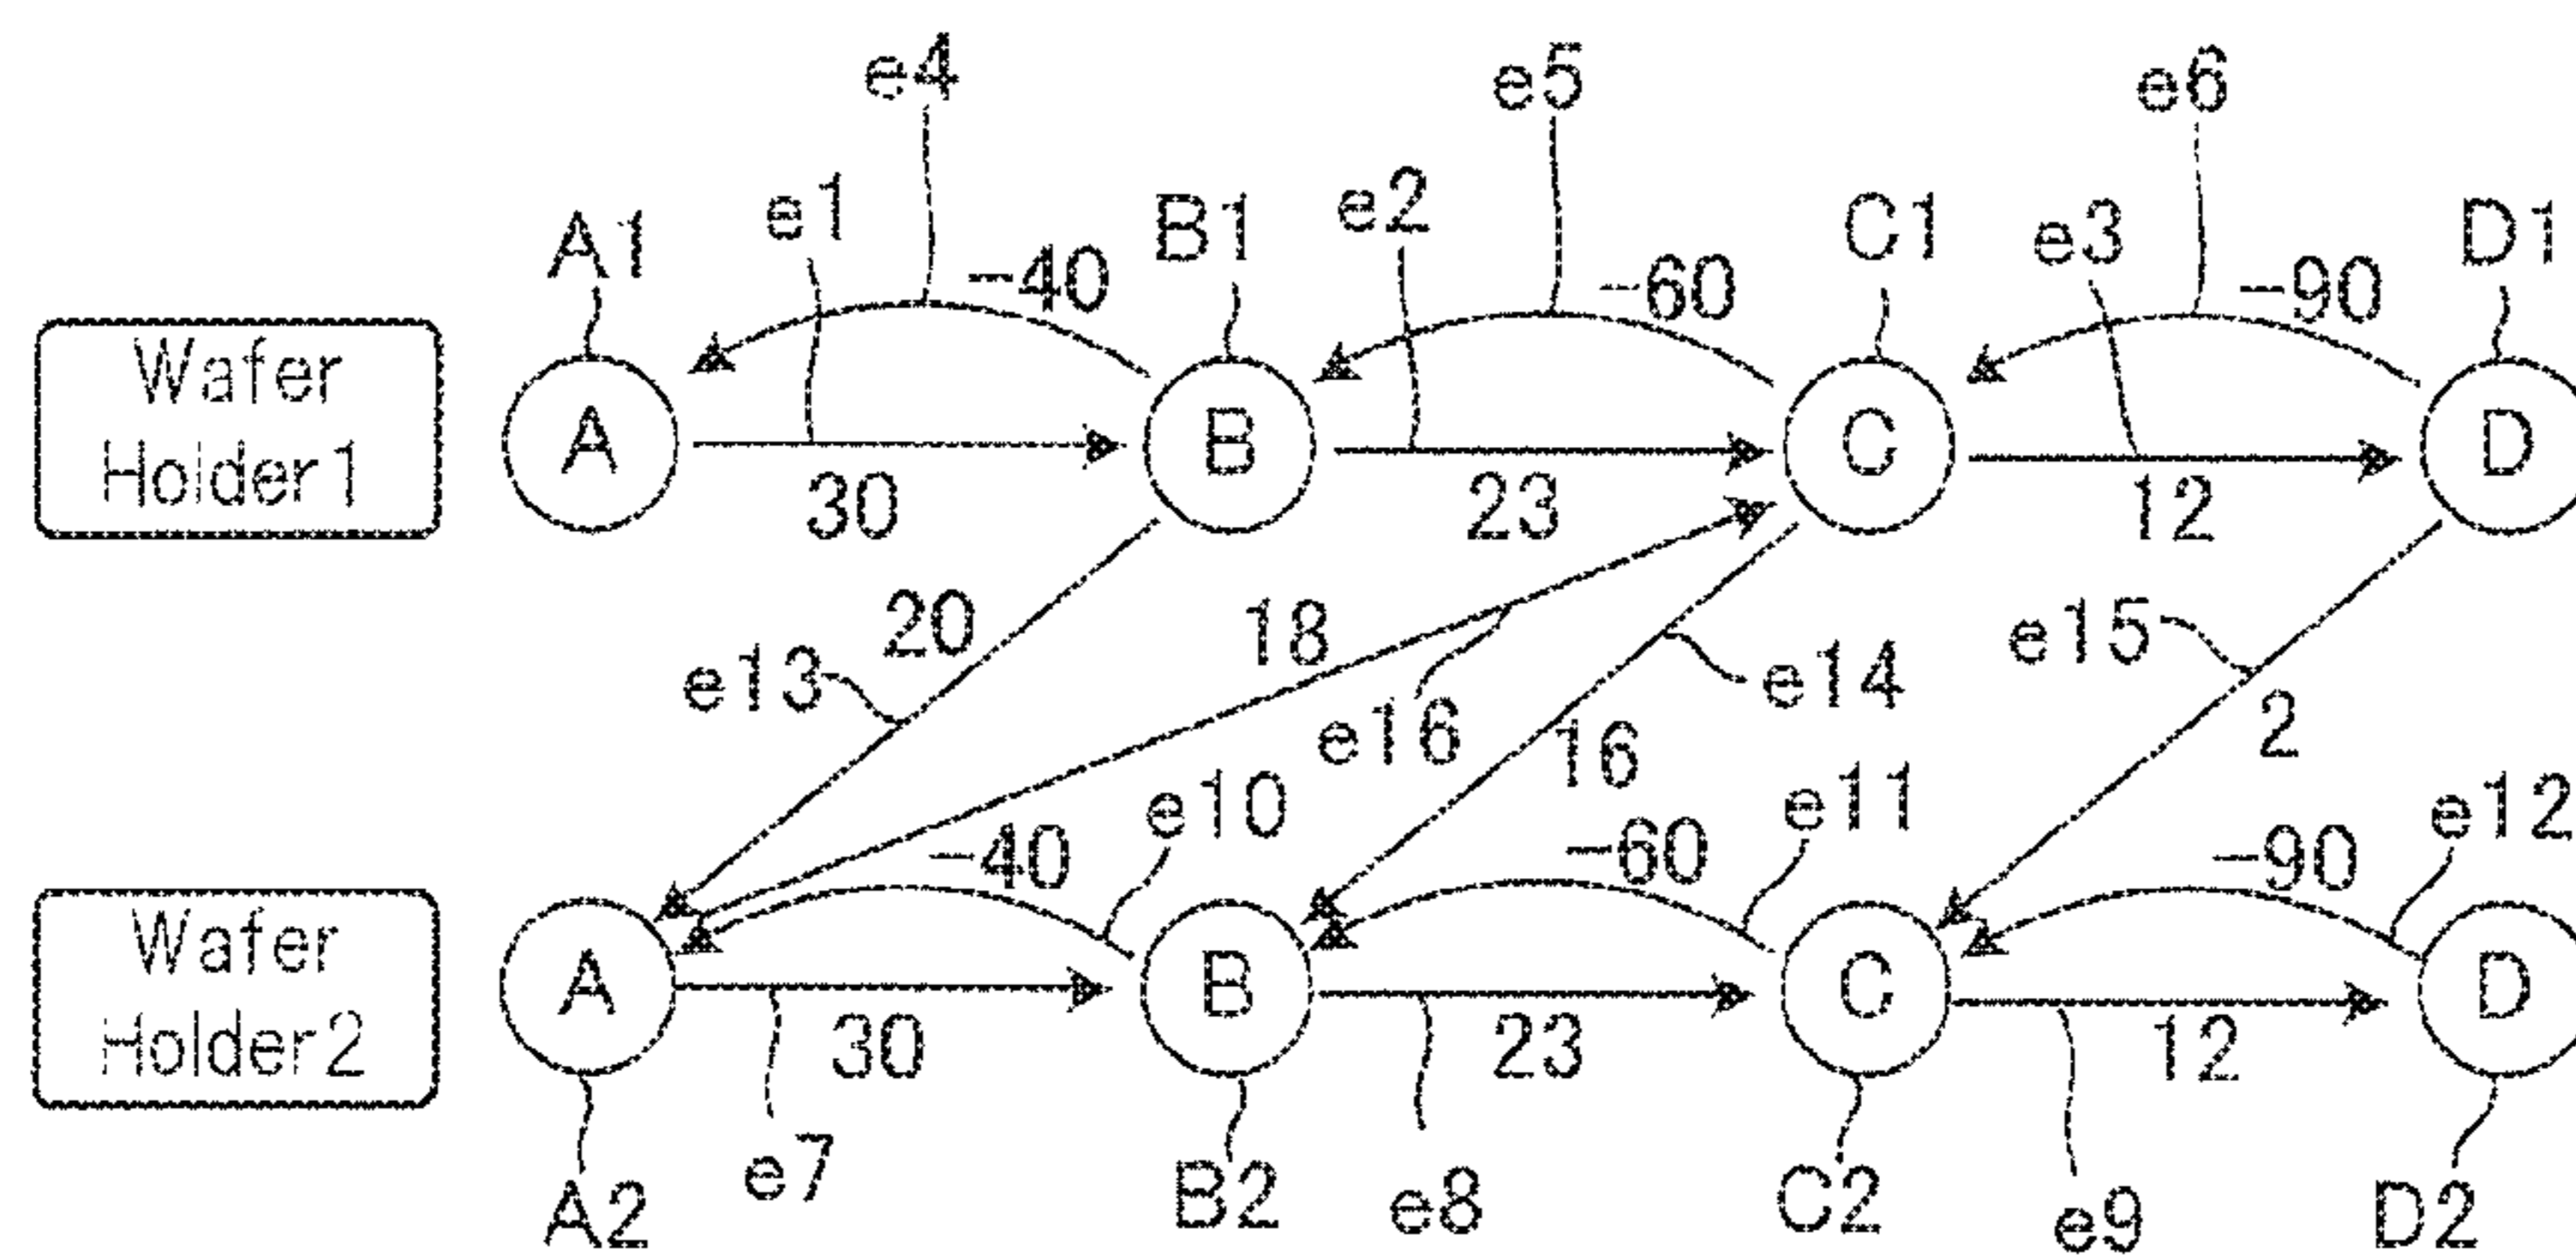 e4 e5 e6
A1 e1 B1 e2 C1 e3 D1
-40 -60 -90
Wafer
Holder1
A B C D
30 23 12
20 18 e15
e13 e14
e16 16 2
e10 e11 e12
-40 -60 -90
Wafer
Holder2
A B C D
30 23 12
e7 e8 e9
A2 B2 C2 D2